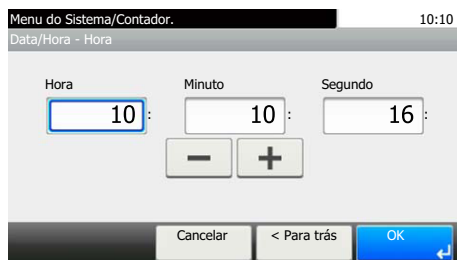 Menu do Sistema/Contador. 10:10
Data/Hora - Hora
Hora Minuto Segundo
10 : 10 : 16 :
− +
Cancelar < Para trás OK